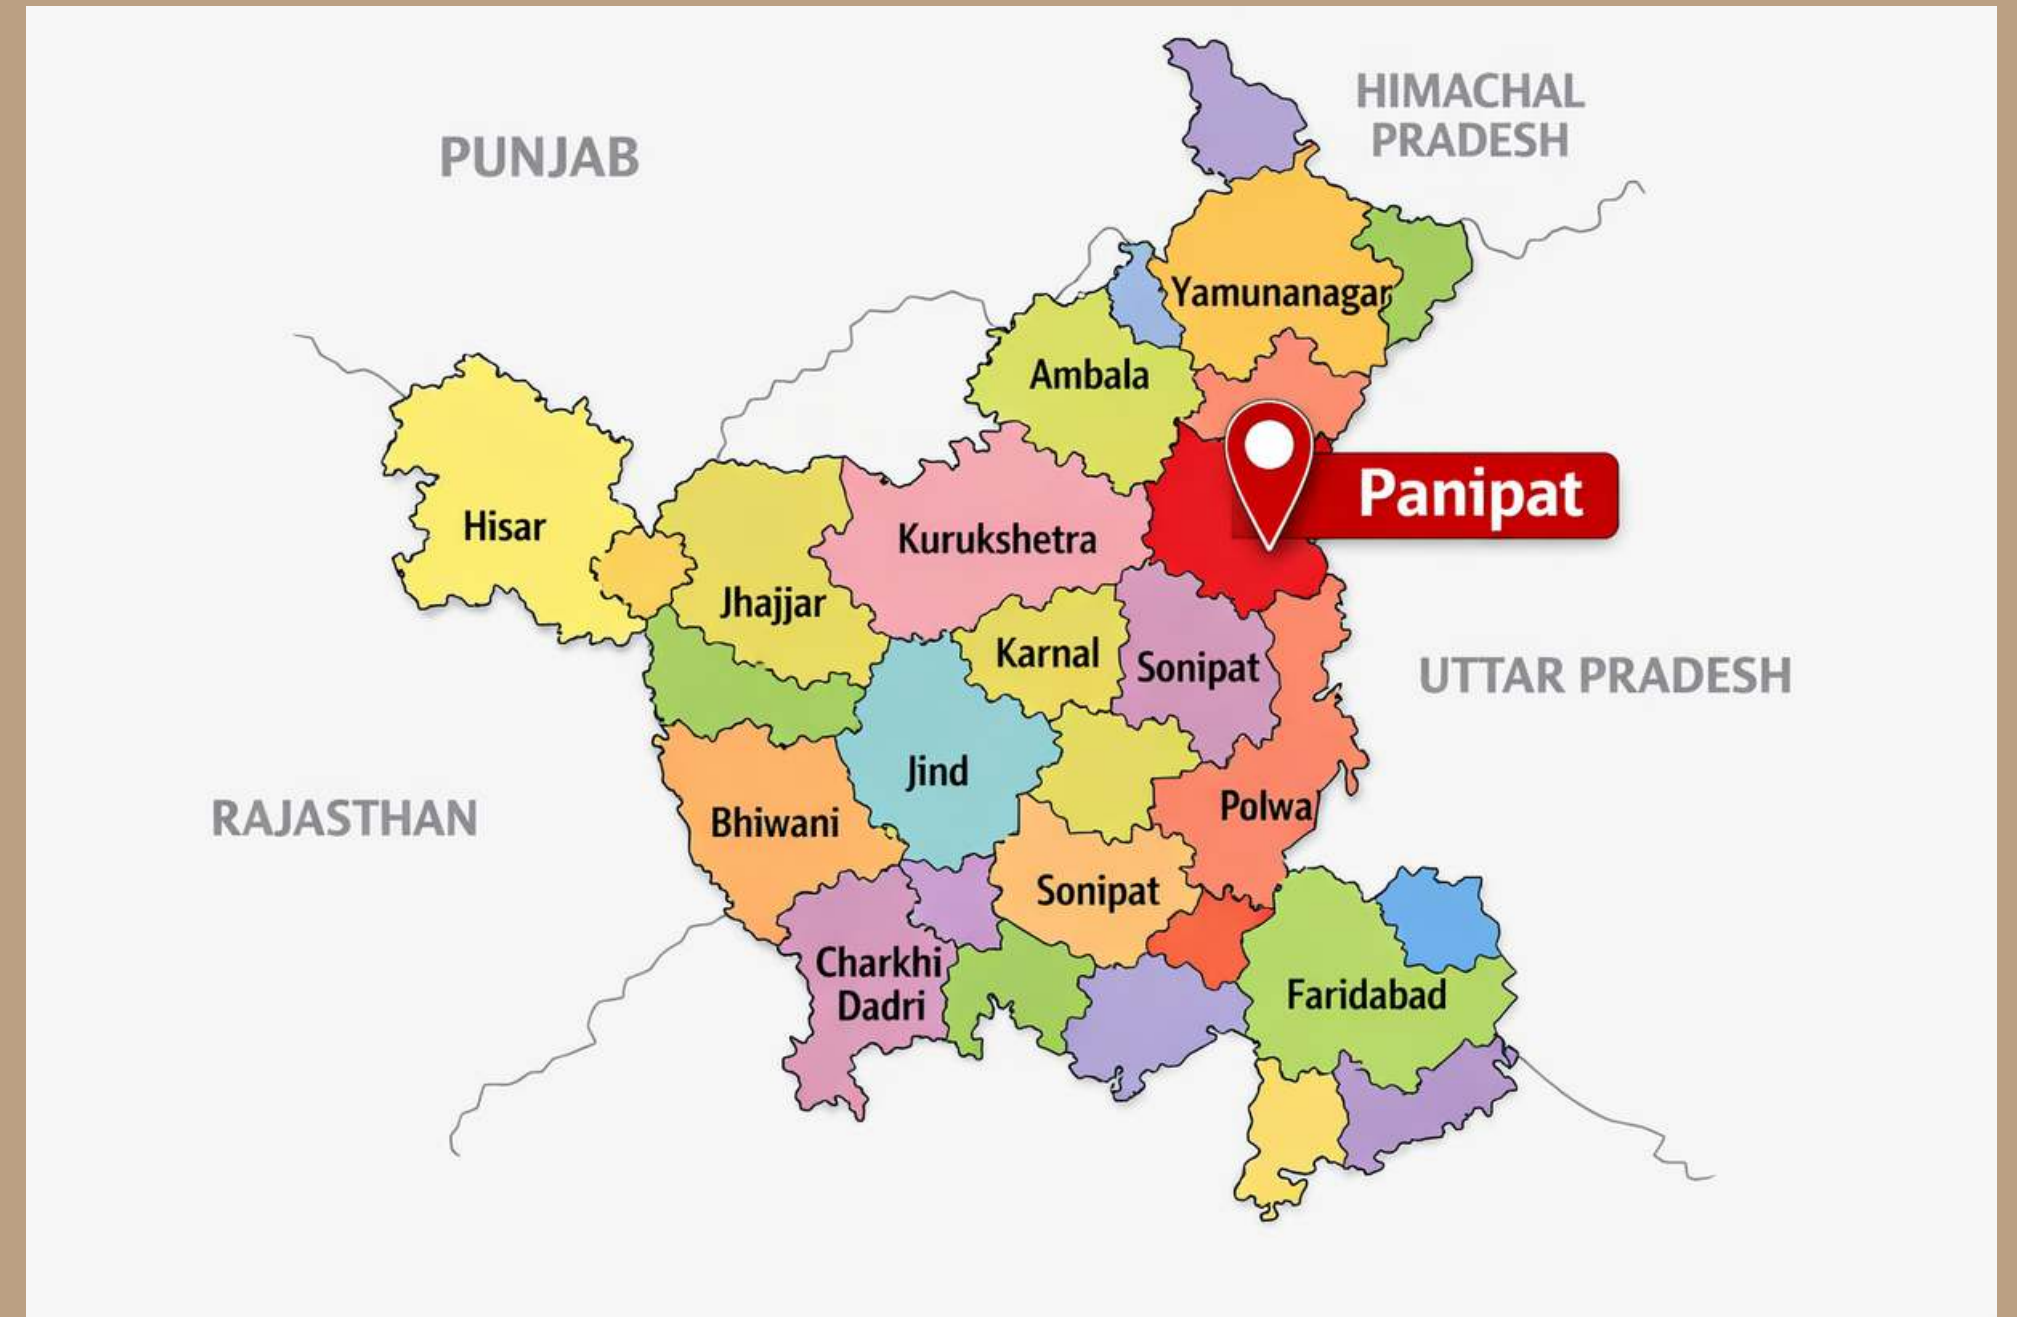 HIMACHAL
PRADESH
PUNJAB
Yamunanagar
Ambala
Panipat
Hisar
Kurukshetra
Jhajjar
Karnal
Sonipat
UTTAR PRADESH
Jind
Polwal
RAJASTHAN
Bhiwani
Sonipat
Charkhi
Dadri
Faridabad